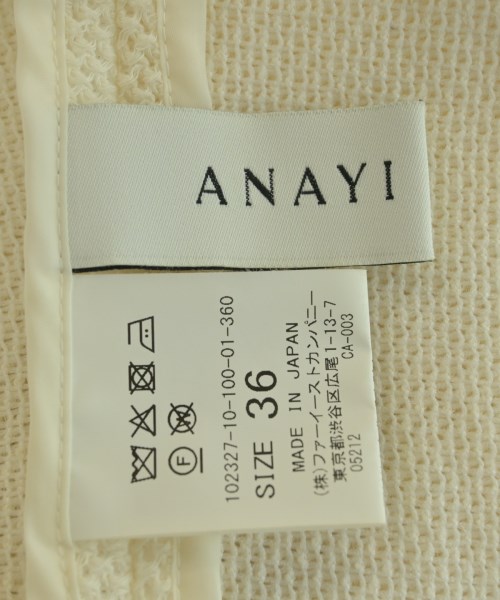 ANAYI
102327-10-100-01-360
SIZE 36
MADE IN JAPAN
(株)ファーイーストカンパニー
東京都渋谷区広尾1-13-7
05212 CA-003
F
W